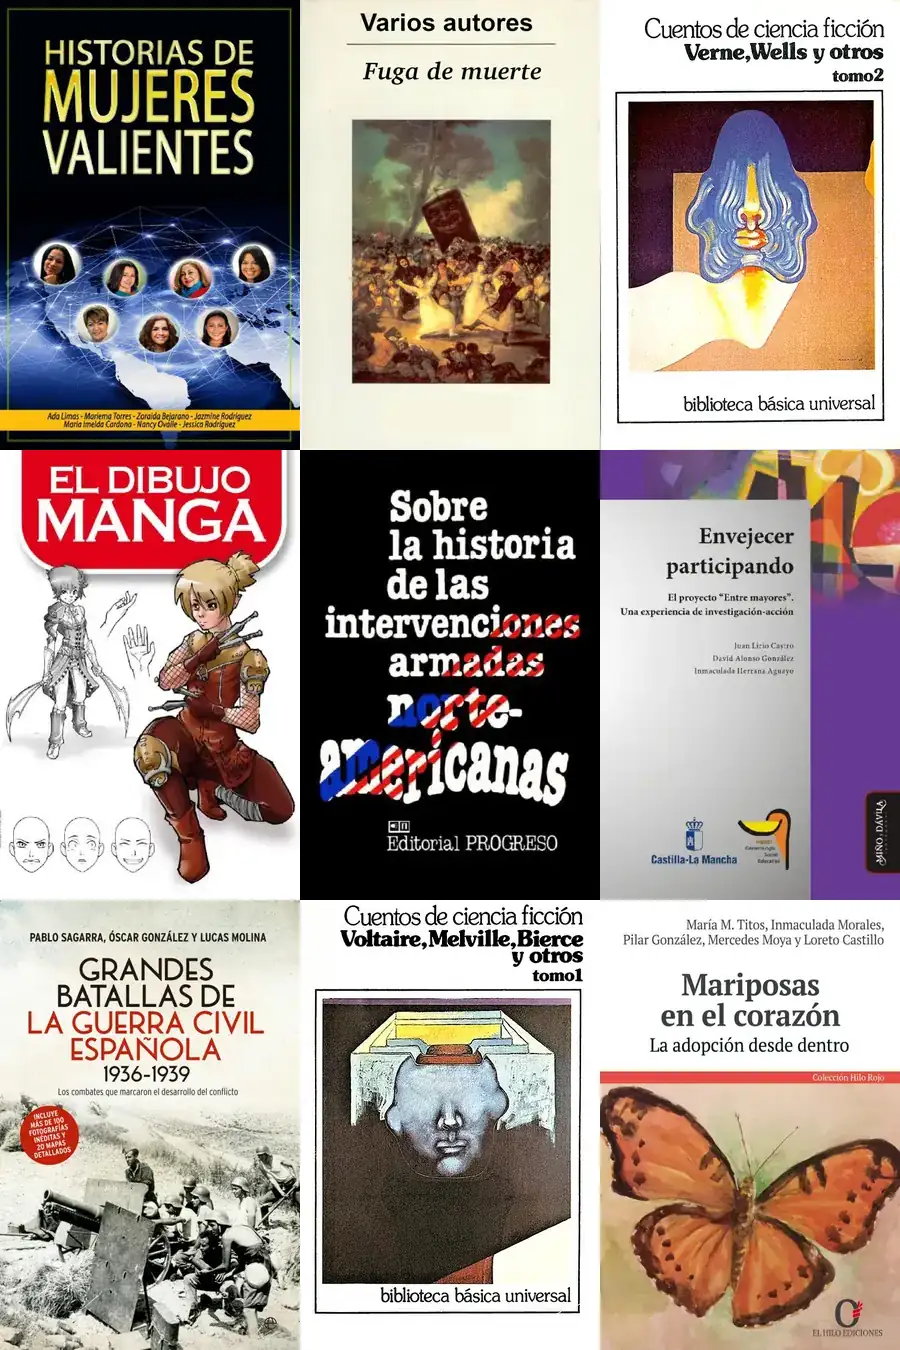 HISTORIAS DE
MUJERES
VALIENTES
Ada Limas - Mariema Torres - Zoraida Bejarano - Jazmine Rodríguez
María Imelda Cardona - Nancy Ovalle - Jessica Rodríguez
Varios autores
Fuga de muerte
Cuentos de ciencia ficción
Verne, Wells y otros
tomo2
biblioteca básica universal
EL DIBUJO
MANGA
Sobre
la historia
de las
intervenciones
armadas
norte-
americanas
Editorial PROGRESO
Envejecer
participando
El proyecto "Entre mayores".
Una experiencia de investigación-acción
Juan Lirio Castro
David Alonso González
Inmaculada Herranz Aguayo
Castilla-La Mancha
MIÑO y DÁVILA
PABLO SAGARRA, ÓSCAR GONZÁLEZ Y LUCAS MOLINA
GRANDES
BATALLAS DE
LA GUERRA CIVIL
ESPAÑOLA
1936-1939
Los combates que marcaron el desarrollo del conflicto
INCLUYE
MÁS DE 100
FOTOGRAFÍAS
INÉDITAS Y
20 MAPAS
DETALLADOS
Cuentos de ciencia ficción
Voltaire, Melville, Bierce
y otros
tomo1
biblioteca básica universal
María M. Titos, Inmaculada Morales,
Pilar González, Mercedes Moya y Loreto Castillo
Mariposas
en el corazón
La adopción desde dentro
Colección Hilo Rojo
EL HILO EDICIONES